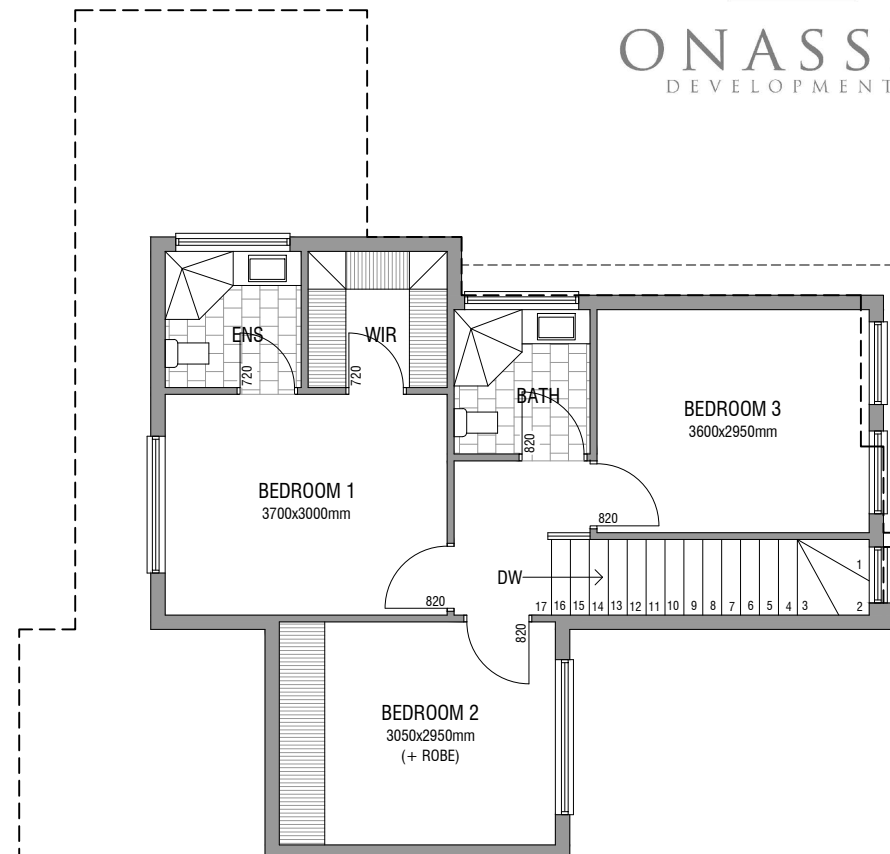 ONASS
DEVELOPMENT
ENS
WIR
720
720
BATH
820
BEDROOM 3
3600x2950mm
BEDROOM 1
3700x3000mm
820
DW
17 16 15 14 13 12 11 10 9 8 7 6 5 4 3 2
1
820
820
BEDROOM 2
3050x2950mm
(+ ROBE)